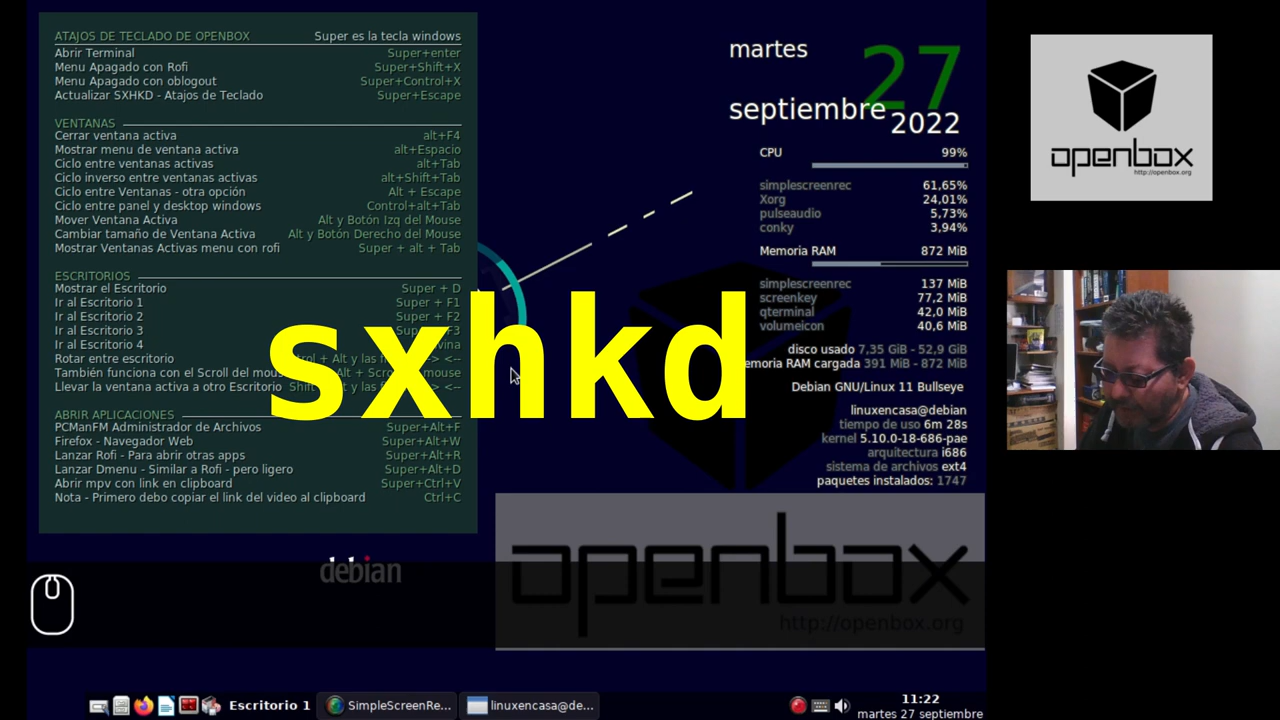 ATAJOS DE TECLADO DE OPENBOX Super es la tecla windows
Abrir Terminal Super+enter
Menu Apagado con Rofi Super+Shift+X
Menu Apagado con oblogout Super+Control+X
Actualizar SXHKD - Atajos de Teclado Super+Escape
VENTANAS
Cerrar ventana activa alt+F4
Mostrar menu de ventana activa alt+Espacio
Ciclo entre ventanas activas alt+Tab
Ciclo inverso entre ventanas activas alt+Shift+Tab
Ciclo entre Ventanas - otra opción Alt + Escape
Ciclo entre panel y desktop windows Control+alt+Tab
Mover Ventana Activa Alt y Botón Izq del Mouse
Cambiar tamaño de Ventana Activa Alt y Botón Derecho del Mouse
Mostrar Ventanas Activas menu con rofi Super + alt + Tab
ESCRITORIOS
Mostrar el Escritorio Super + D
Ir al Escritorio 1 Super + F1
Ir al Escritorio 2 Super + F2
Ir al Escritorio 3 F3
Ir al Escritorio 4
Rotar entre escritorio + Alt y las --> <--
También funciona con el Scroll del Alt +
Llevar la ventana activa a otro Escritorio Shift y las --> <--
ABRIR APLICACIONES
PCManFM Administrador de Archivos Super+Alt+F
Firefox - Navegador Web Super+Alt+W
Lanzar Rofi - Para abrir otras apps Super+Alt+R
Lanzar Dmenu - Similar a Rofi - pero ligero Super+Alt+D
Abrir mpv con link en clipboard Super+Ctrl+V
Nota - Primero debo copiar el link del video al clipboard Ctrl+C
sxhkd
debian
martes
27
septiembre
2022
CPU 99%
simplescreenrec 61,65%
Xorg 24,01%
pulseaudio 5,73%
conky 3,94%
Memoria RAM 872 MiB
simplescreenrec 137 MiB
screenkey 77,2 MiB
qterminal 42,0 MiB
volumeicon 40,6 MiB
disco usado 7,35 GiB - 52,9 GiB
RAM cargada 391 MiB - 872 MiB
Debian GNU/Linux 11 Bullseye
linuxencasa@debian
tiempo de uso 6m 28s
kernel 5.10.0-18-686-pae
arquitectura i686
sistema de archivos ext4
paquetes instalados: 1747
openbox
http://openbox.org
openbox
http://openbox.org
Escritorio 1 SimpleScreenRe... linuxencasa@de...
11:22
martes 27 septiembre